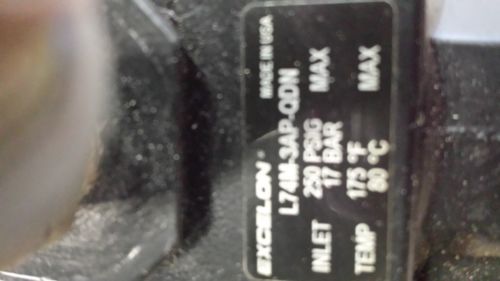 EXCELON MADE IN USA
L74M-3AP-QDN
INLET 250 PSIG MAX
17 BAR
TEMP 175 °F MAX
80 °C